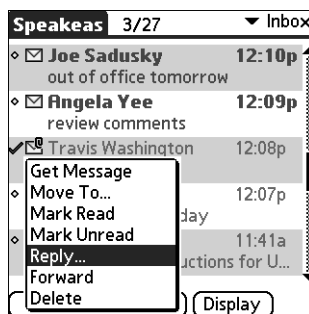 Speakeas 3/27 Inbox
Joe Sadusky 12:10p
out of office tomorrow
Angela Yee 12:09p
review comments
Travis Washington 12:08p
Get Message
Move To... 12:07p
Mark Read day
Mark Unread 11:41a
Reply... uctions for U...
Forward
Delete Display